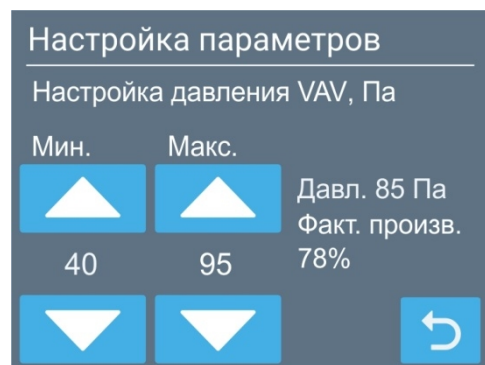 Настройка параметров
Настройка давления VAV, Па
Мин. Макс.
Давл. 85 Па
Факт. произв.
78%
40 95